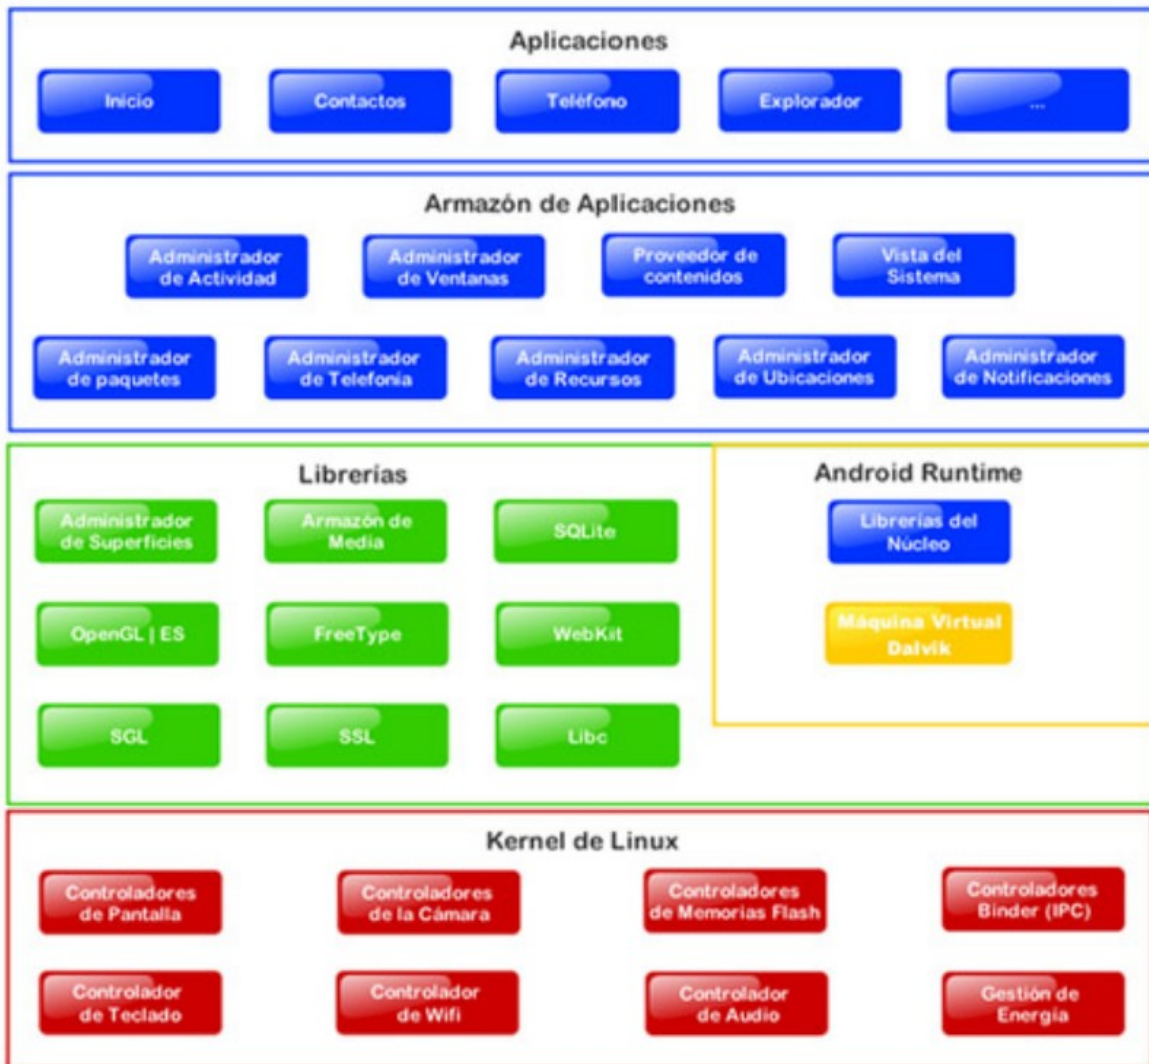 Aplicaciones
Inicio
Contactos
Teléfono
Explorador
...
Armazón de Aplicaciones
Administrador
de Actividad
Administrador
de Ventanas
Proveedor de
contenidos
Vista del
Sistema
Administrador
de paquetes
Administrador
de Telefonía
Administrador
de Recursos
Administrador
de Ubicaciones
Administrador
de Notificaciones
Librerías
Administrador
de Superficies
Armazón de
Media
SQLite
OpenGL | ES
FreeType
WebKiit
SGL
SSL
Libc
Android Runtime
Librerías del
Núcleo
Máquina Virtual
Dalvik
Kernel de Linux
Controladores
de Pantalla
Controladores
de la Cámara
Controladores
de Memorias Flash
Controladores
Binder (IPC)
Controlador
de Teclado
Controlador
de Wifi
Controlador
de Audio
Gestión de
Energía